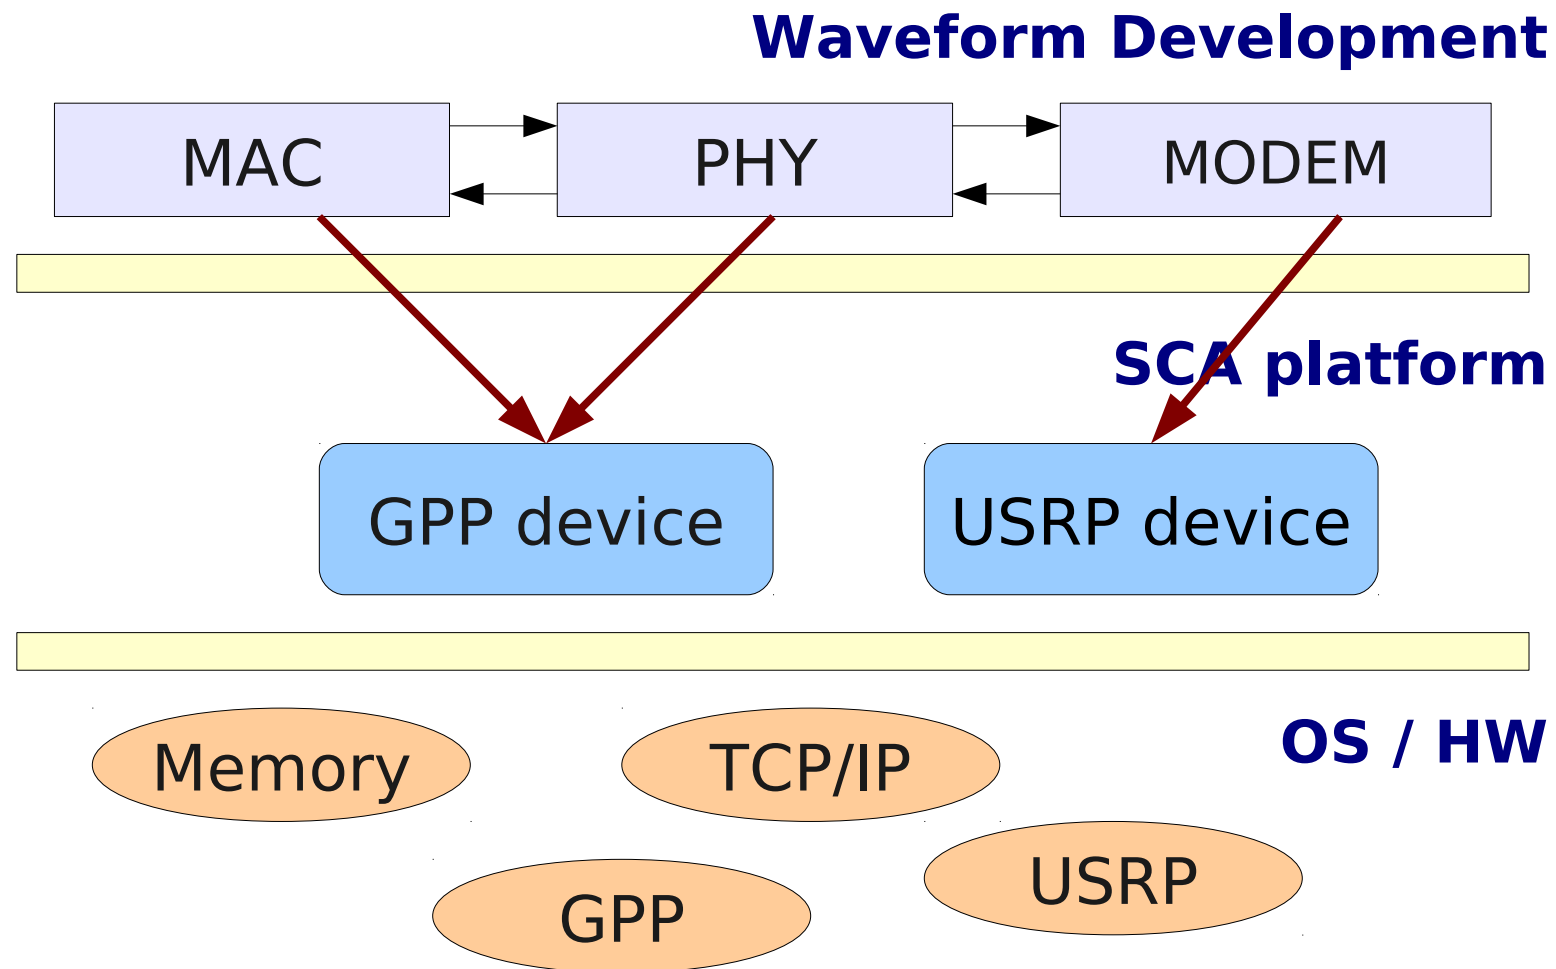 Waveform Development
MAC
PHY
MODEM
SCA platform
GPP device
USRP device
OS / HW
Memory
TCP/IP
USRP
GPP